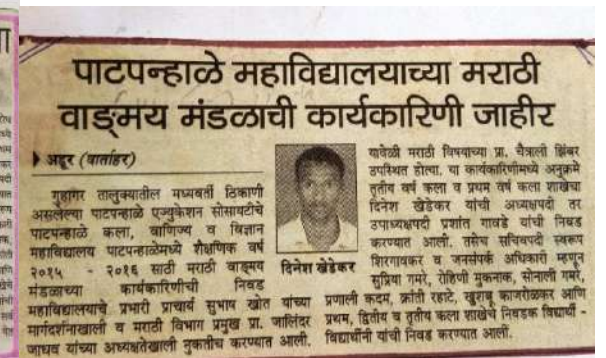 पाटपन्हाळे महाविद्यालयाच्या मराठी
वाङ्मय मंडळाची कार्यकारिणी जाहीर
अडूर (वार्ताहर)
गुहागर तालुक्यातील मध्यवर्ती ठिकाणी
असलेल्या पाटपन्हाळे एज्युकेशन सोसायटीचे
पाटपन्हाळे कला, वाणिज्य व विज्ञान
महाविद्यालय पाटपन्हाळेमध्ये शैक्षणिक वर्ष
२०१५ - २०१६ साठी मराठी वाङ्मय
मंडळाच्या कार्यकारिणीची निवड
महाविद्यालयाचे प्रभारी प्राचार्य सुभाष खोत यांच्या
मार्गदर्शनाखाली व मराठी विभाग प्रमुख प्रा. जालिंदर
जाधव यांच्या अध्यक्षतेखाली नुकतीच करण्यात आली.
दिनेश खेडेकर
यावेळी मराठी विषयाच्या प्रा. चैत्राली झिंबर
उपस्थित होत्या. या कार्यकारिणीमध्ये अनुक्रमे
तृतीय वर्ष कला व प्रथम वर्ष कला शाखेचा
दिनेश खेडेकर यांची अध्यक्षपदी तर
उपाध्यक्षपदी प्रशांत गावडे यांची निवड
करण्यात आली. तसेच सचिवपदी स्वरूप
शिरगावकर व जनसंपर्क अधिकारी म्हणून
सुप्रिया गमरे, रोहिणी मुकनाक, सोनाली गमरे,
प्रणाली कदम, क्रांती रहाटे, खुशबू काजरोळकर आणि
प्रथम, द्वितीय व तृतीय कला शाखेचे निवडक विद्यार्थी -
विद्यार्थीनी यांची निवड करण्यात आली.